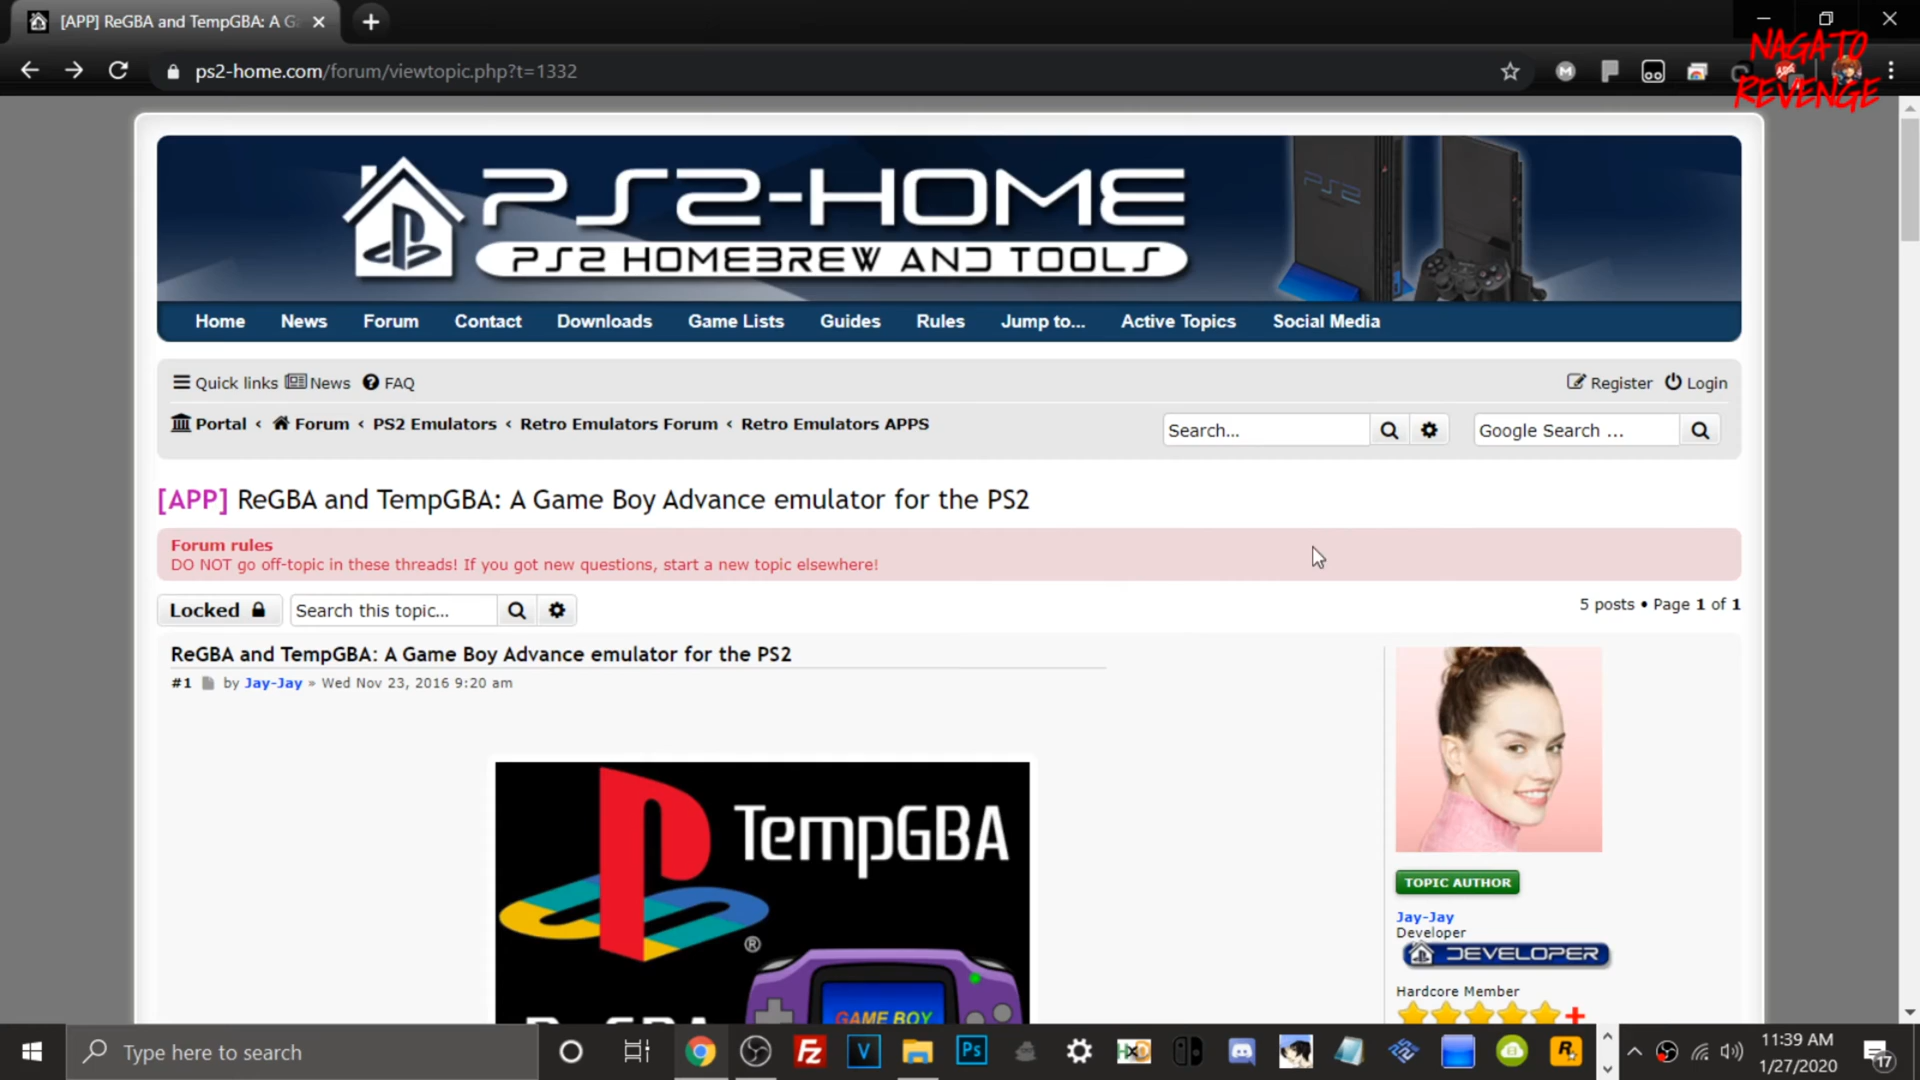 [APP] ReGBA and TempGBA: A G
NAGATO
REVENGE
ps2-home.com/forum/viewtopic.php?t=1332
PS2-HOME
PS2 HOMEBREW AND TOOLS
PS2
Home News Forum Contact Downloads Game Lists Guides Rules Jump to... Active Topics Social Media
Quick links News FAQ Register Login
Portal ‹ Forum ‹ PS2 Emulators ‹ Retro Emulators Forum ‹ Retro Emulators APPS
Search... Google Search ...
[APP] ReGBA and TempGBA: A Game Boy Advance emulator for the PS2
Forum rules
DO NOT go off-topic in these threads! If you got new questions, start a new topic elsewhere!
Locked Search this topic... 5 posts • Page 1 of 1
ReGBA and TempGBA: A Game Boy Advance emulator for the PS2
#1 by Jay-Jay » Wed Nov 23, 2016 9:20 am
TempGBA
®
ReGBA
GAME BOY
TOPIC AUTHOR
Jay-Jay
Developer
DEVELOPER
Hardcore Member
Type here to search
11:39 AM
1/27/2020
17